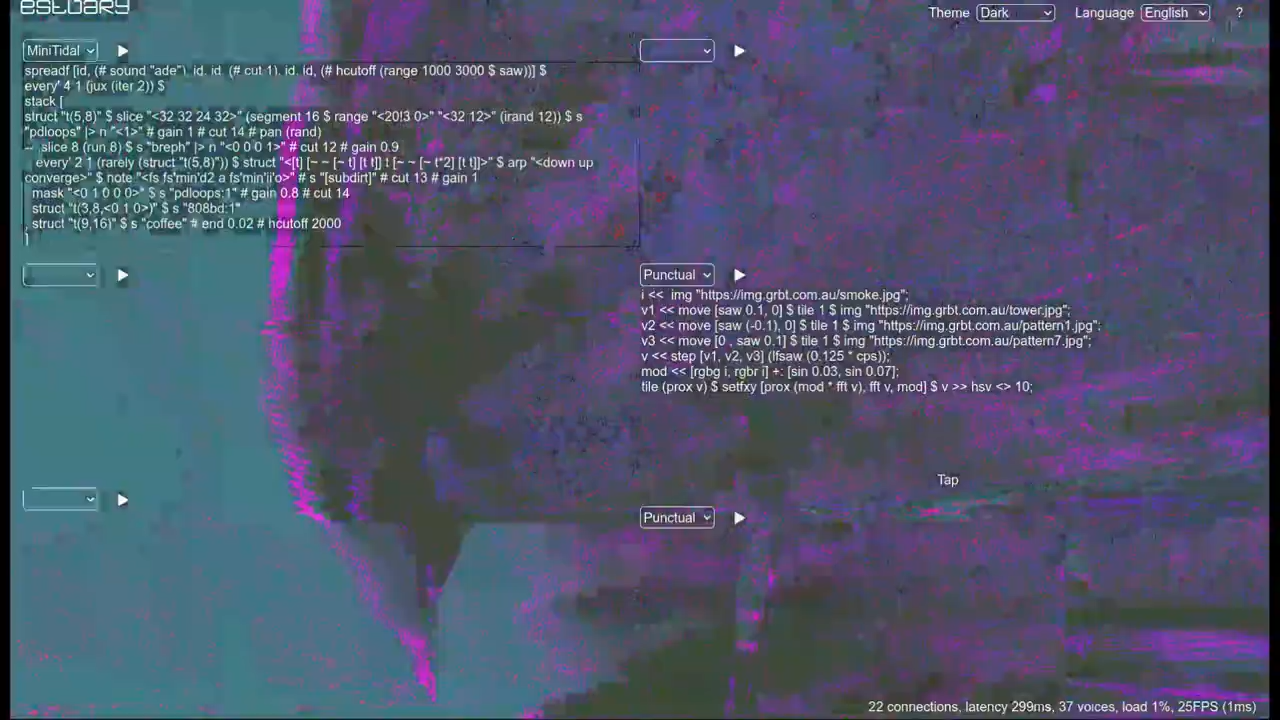 estuary
Theme Dark Language English ?
MiniTidal
spreadf [id, (# sound "ade"), id, id, (# cut 1), id, id, (# hcutoff (range 1000 3000 $ saw))] $
every' 4 1 (jux (iter 2)) $
stack [
struct "t(5,8)" $ slice "<32 32 24 32>" (segment 16 $ range "<20!3 0>" "<32 12>" (irand 12)) $ s
"pdloops" |> n "<1>" # gain 1 # cut 14 # pan (rand)
-- slice 8 (run 8) $ s "breph" |> n "<0 0 0 1>" # cut 12 # gain 0.9
every' 2 1 (rarely (struct "t(5,8)")) $ struct "<[t] [~ ~ [~ t] [t t]] t [~ ~ [~ t*2] [t t]]>" $ arp "<down up
converge>" $ note "<fs fs'min'd2 a fs'min'ii'o>" # s "[subdirt]" # cut 13 # gain 1
mask "<0 1 0 0 0>" $ s "pdloops:1" # gain 0.8 # cut 14
struct "t(3,8,<0 1 0>)" $ s "808bd:1"
, struct "t(9,16)" $ s "coffee" # end 0.02 # hcutoff 2000
]
Punctual
i << img "https://img.grbt.com.au/smoke.jpg";
v1 << move [saw 0.1, 0] $ tile 1 $ img "https://img.grbt.com.au/tower.jpg";
v2 << move [saw (-0.1), 0] $ tile 1 $ img "https://img.grbt.com.au/pattern1.jpg";
v3 << move [0 , saw 0.1] $ tile 1 $ img "https://img.grbt.com.au/pattern7.jpg";
v << step [v1, v2, v3] (lfsaw (0.125 * cps));
mod << [rgbg i, rgbr i] +: [sin 0.03, sin 0.07];
tile (prox v) $ setfxy [prox (mod * fft v), fft v, mod] $ v >> hsv <> 10;
Tap
Punctual
22 connections, latency 299ms, 37 voices, load 1%, 25FPS (1ms)